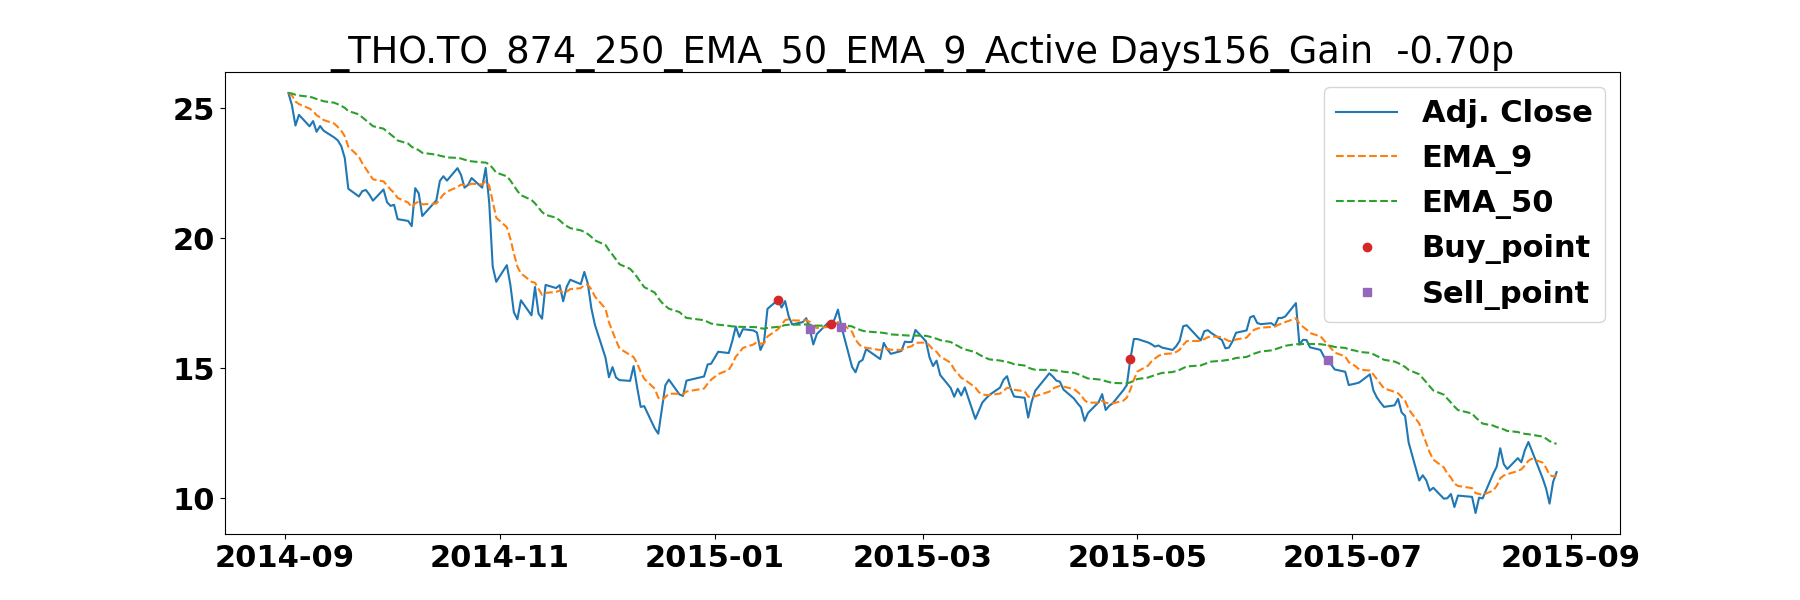 _THO.TO_874_250_EMA_50_EMA_9_Active Days156_Gain  -0.70p
25
20
15
10
Adj. Close
EMA_9
EMA_50
Buy_point
Sell_point
2014-09 2014-11 2015-01 2015-03 2015-05 2015-07 2015-09